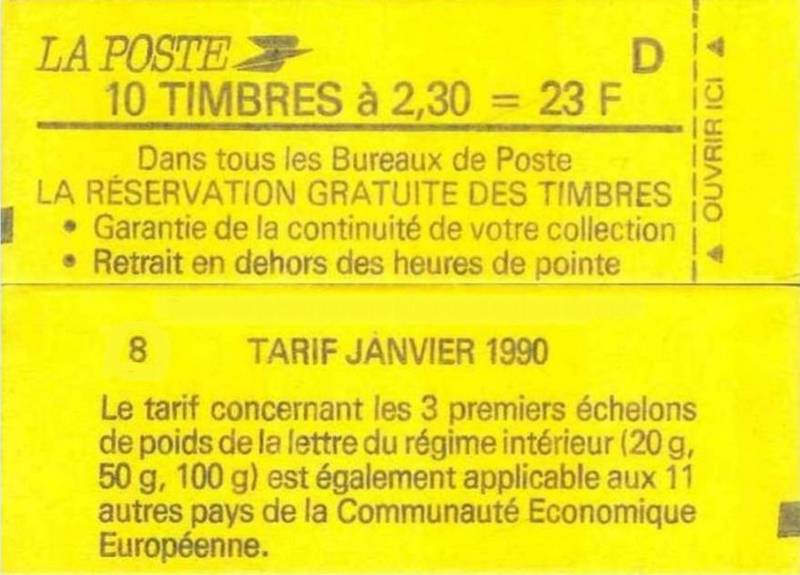 LA POSTE
D
10 TIMBRES à 2,30 = 23 F
Dans tous les Bureaux de Poste
LA RÉSERVATION GRATUITE DES TIMBRES
• Garantie de la continuité de votre collection
• Retrait en dehors des heures de pointe
OUVRIR ICI
8 TARIF JANVIER 1990
Le tarif concernant les 3 premiers échelons
de poids de la lettre du régime intérieur (20 g,
50 g, 100 g) est également applicable aux 11
autres pays de la Communauté Economique
Européenne.